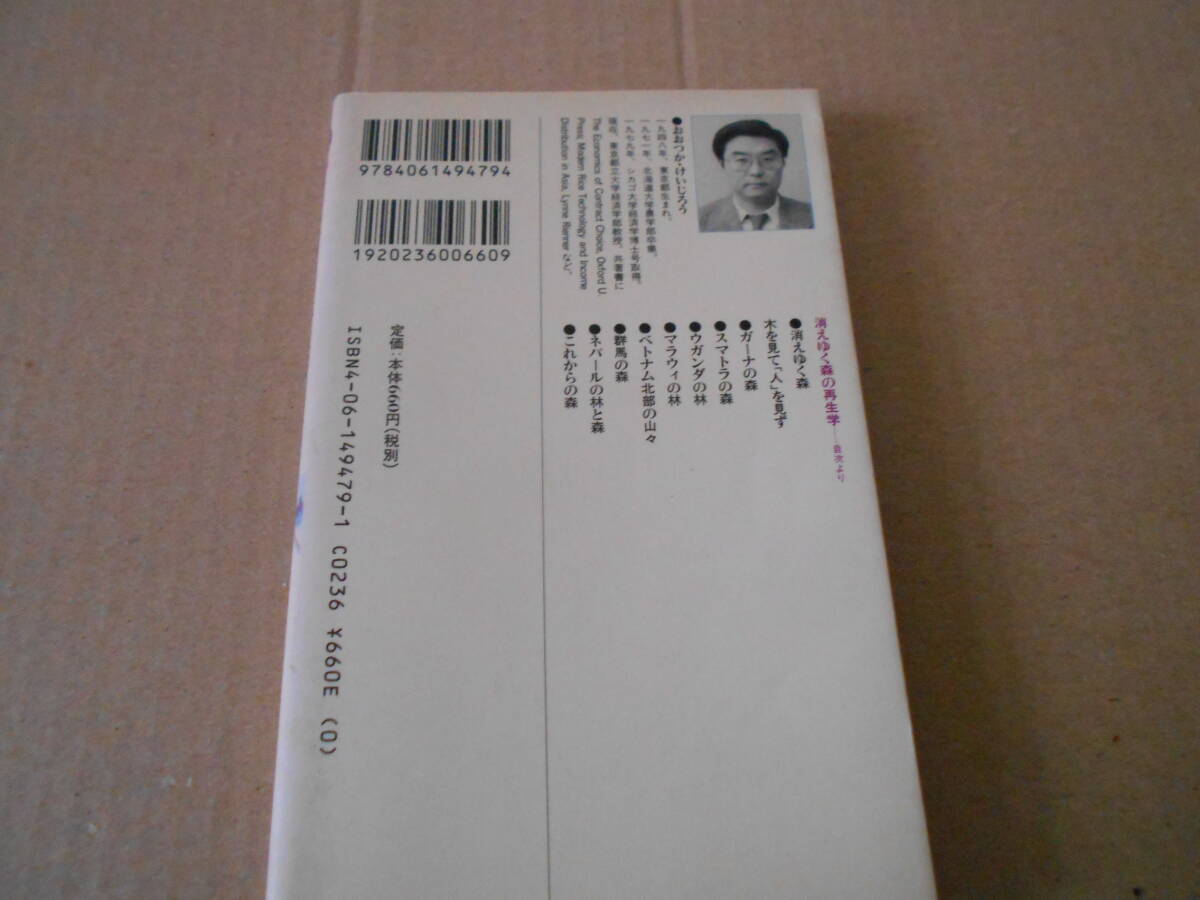 ●おおつか・けいじろう
一九四八年、東京都生まれ。
一九七一年、北海道大学農学部卒業。
一九七九年、シカゴ大学経済学博士号取得。
現在、東京都立大学経済学部教授。共著書に
The Economics of Contract Choice, Oxford U.
Press; Modern Rice Technology and Income
Distribution in Asia, Lynne Rienner など。
消えゆく森の再生学――目次より
●消えゆく森
木を見て「人」を見ず
●ガーナの森
●スマトラの森
●ウガンダの林
●マラウィの林
●ベトナム北部の山々
●群馬の森
●ネパールの林と森
●これからの森
9784061494794
1920236006609
定価:本体660円(税別)
ISBN4-06-149479-1 C0236 ¥660E (0)